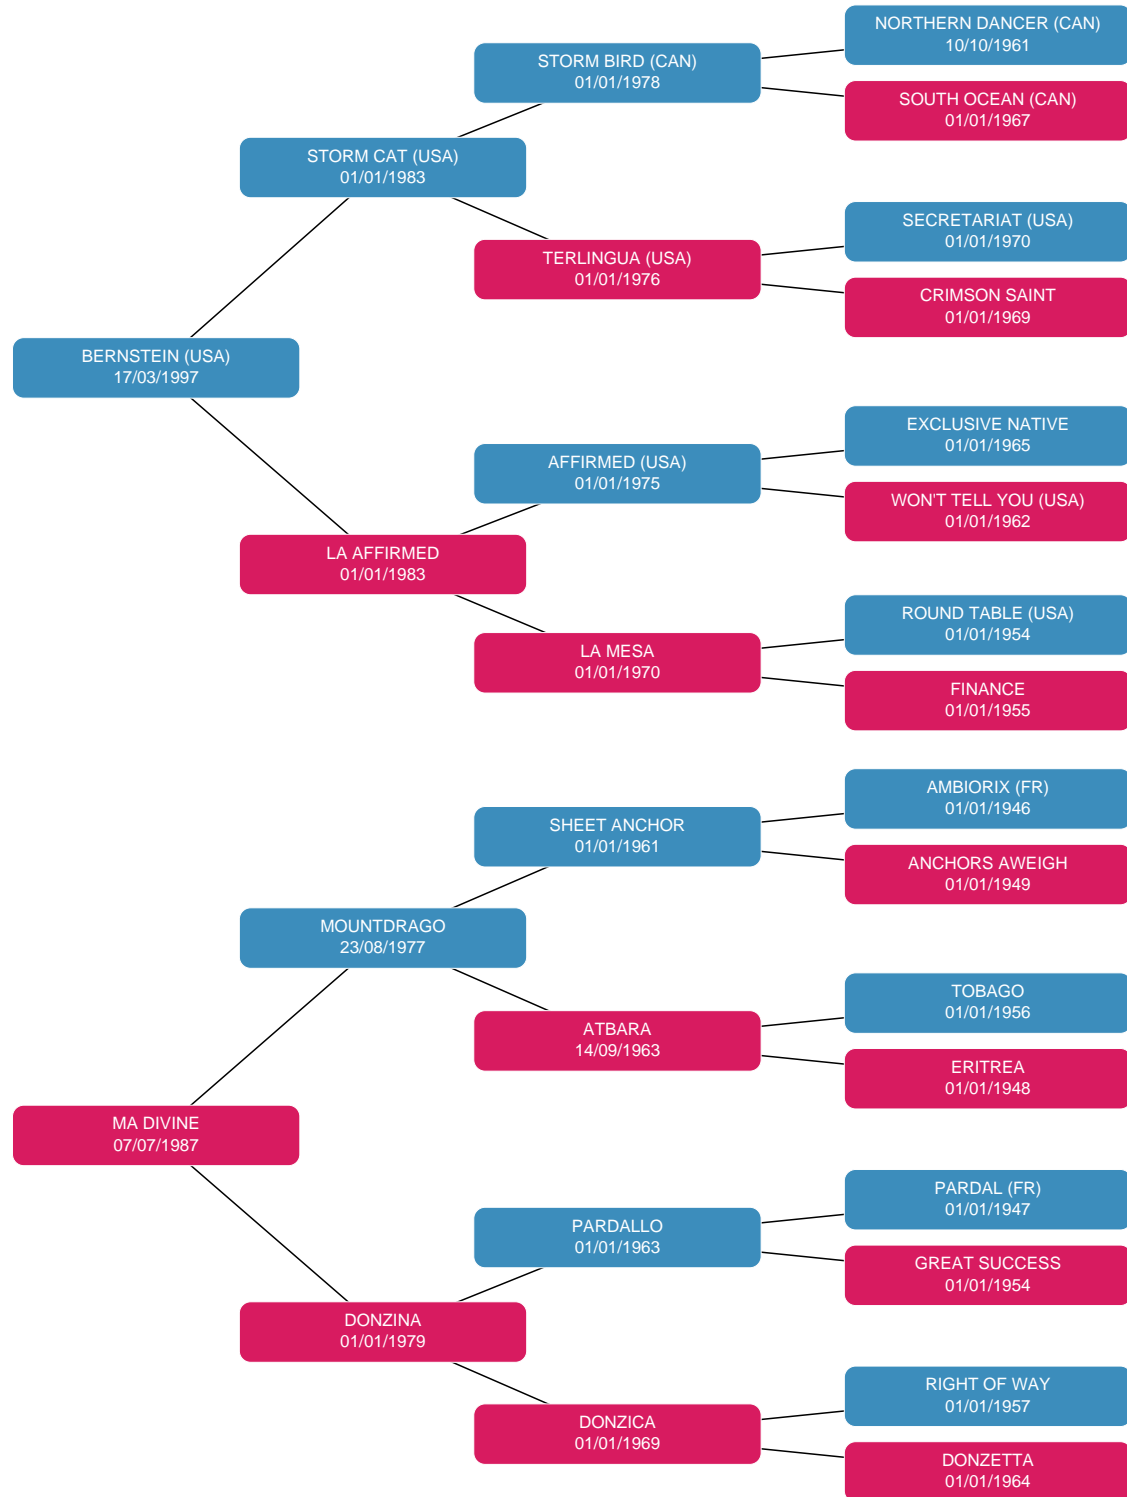 NORTHERN DANCER (CAN)
10/10/1961
STORM BIRD (CAN)
01/01/1978
SOUTH OCEAN (CAN)
01/01/1967
STORM CAT (USA)
01/01/1983
SECRETARIAT (USA)
01/01/1970
TERLINGUA (USA)
01/01/1976
CRIMSON SAINT
01/01/1969
BERNSTEIN (USA)
17/03/1997
EXCLUSIVE NATIVE
01/01/1965
AFFIRMED (USA)
01/01/1975
WON'T TELL YOU (USA)
01/01/1962
LA AFFIRMED
01/01/1983
ROUND TABLE (USA)
01/01/1954
LA MESA
01/01/1970
FINANCE
01/01/1955
AMBIORIX (FR)
01/01/1946
SHEET ANCHOR
01/01/1961
ANCHORS AWEIGH
01/01/1949
MOUNTDRAGO
23/08/1977
TOBAGO
01/01/1956
ATBARA
14/09/1963
ERITREA
01/01/1948
MA DIVINE
07/07/1987
PARDAL (FR)
01/01/1947
PARDALLO
01/01/1963
GREAT SUCCESS
01/01/1954
DONZINA
01/01/1979
RIGHT OF WAY
01/01/1957
DONZICA
01/01/1969
DONZETTA
01/01/1964